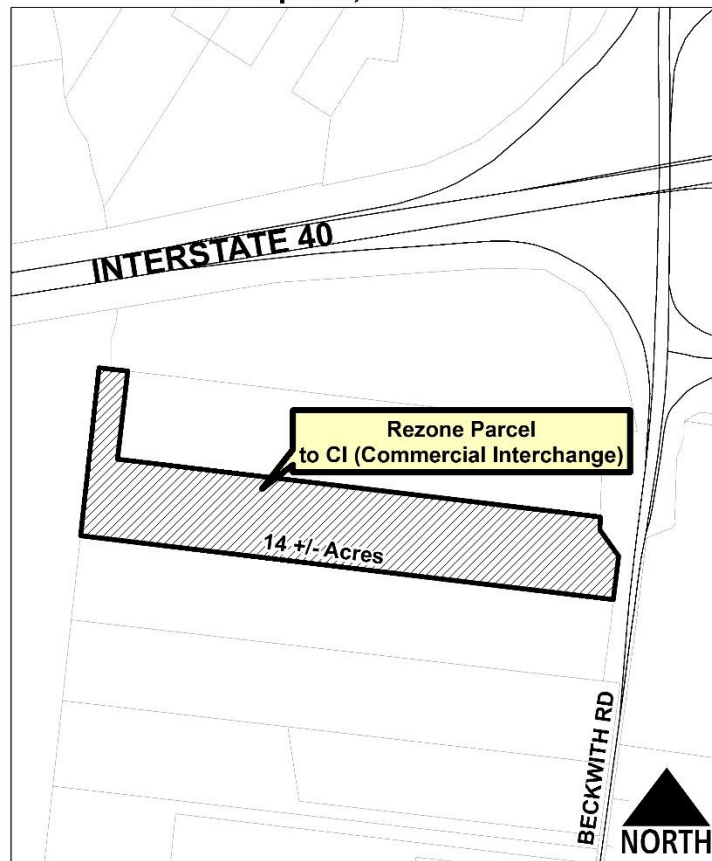 INTERSTATE 40
Rezone Parcel
to CI (Commercial Interchange)
14 +/- Acres
BECKWITH RD
NORTH